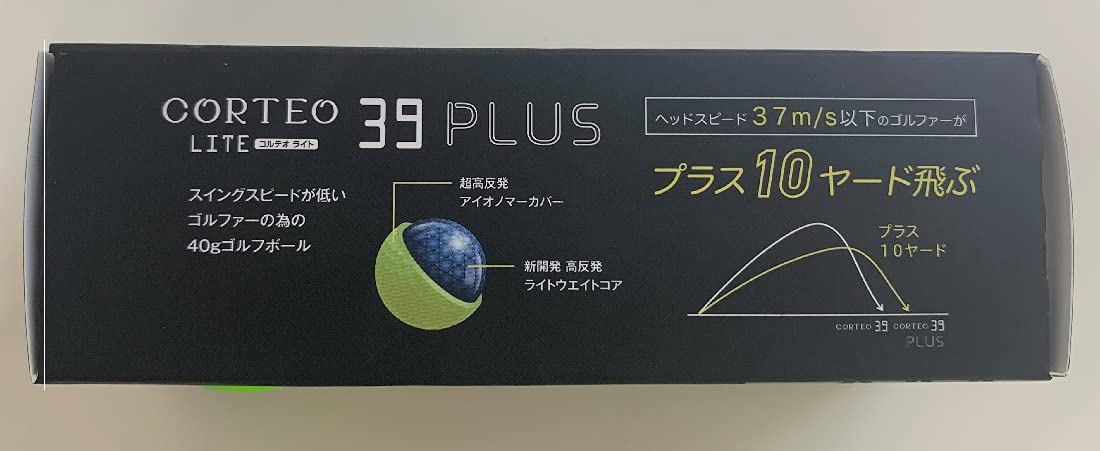 CORTEO 39 PLUS
LITE コルテオ ライト
スイングスピードが低い
ゴルファーの為の
40gゴルフボール
超高反発
アイオノマーカバー
新開発 高反発
ライトウエイトコア
ヘッドスピード 37m/s以下のゴルファーが
プラス10ヤード飛ぶ
プラス
10ヤード
CORTEO 39 CORTEO 39
PLUS